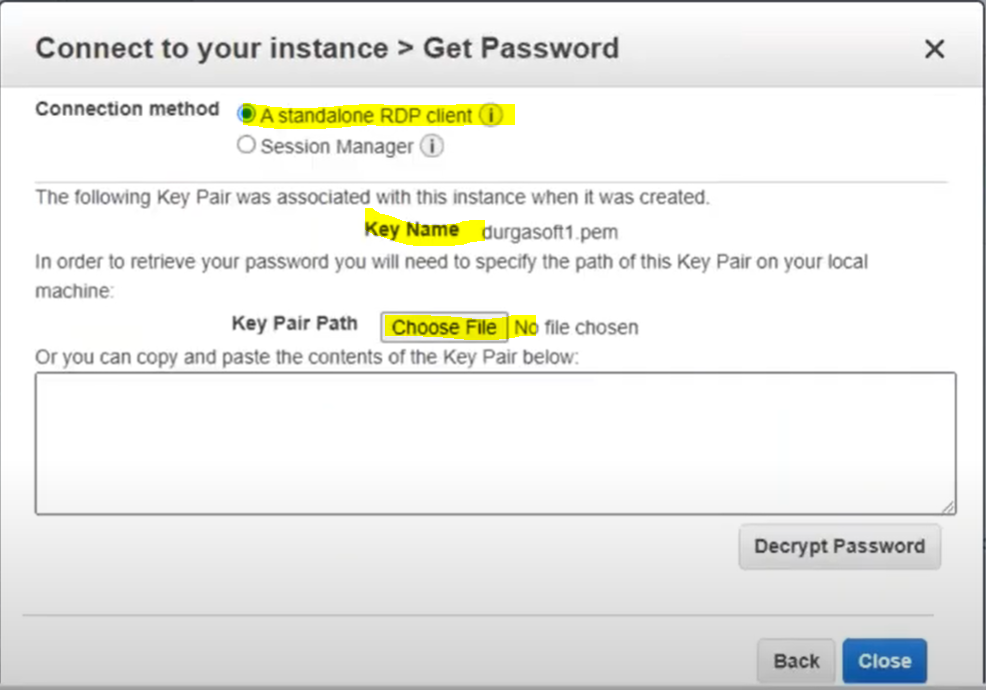 Connect to your instance > Get Password
Connection method
A standalone RDP client
Session Manager
The following Key Pair was associated with this instance when it was created.
Key Name durgasoft1.pem
In order to retrieve your password you will need to specify the path of this Key Pair on your local
machine:
Key Pair Path Choose File No file chosen
Or you can copy and paste the contents of the Key Pair below:
Decrypt Password
Back Close